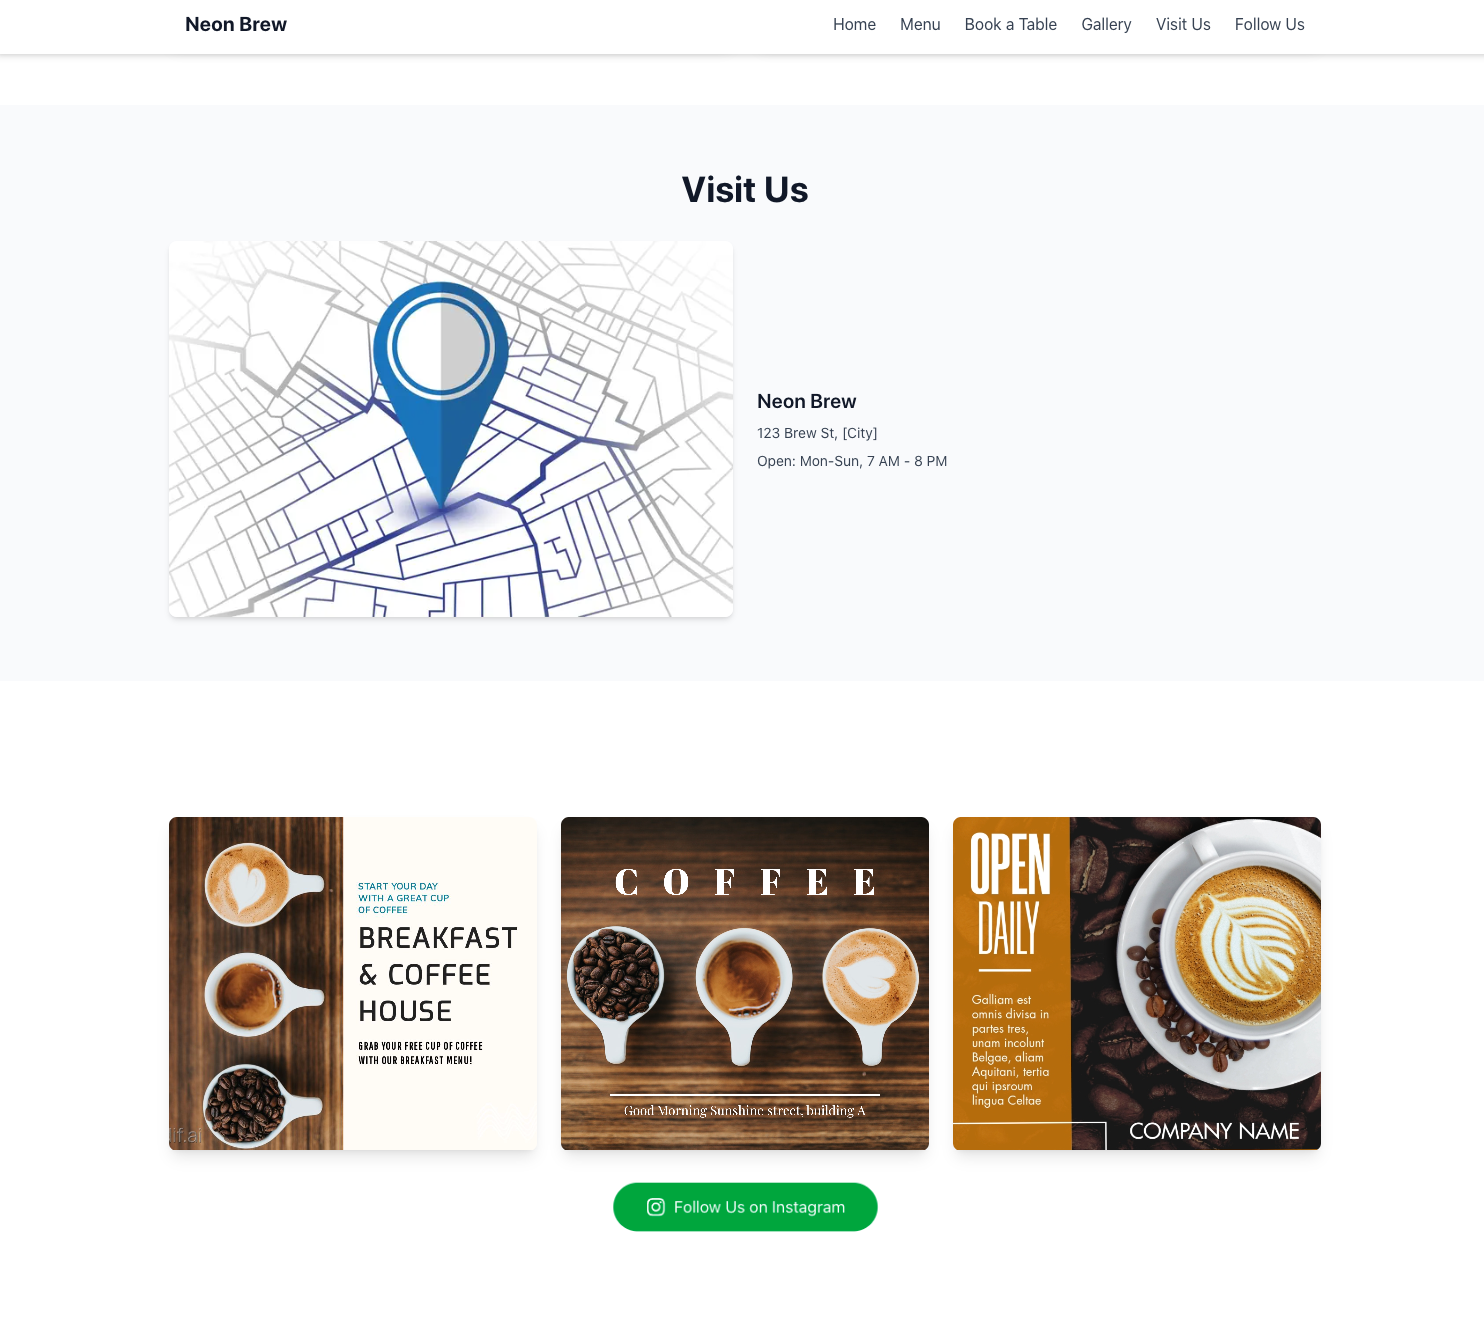 Neon Brew
Home Menu Book a Table Gallery Visit Us Follow Us
Visit Us
Neon Brew
123 Brew St, [City]
Open: Mon-Sun, 7 AM - 8 PM
START YOUR DAY
WITH A GREAT CUP
OF COFFEE
BREAKFAST
& COFFEE
HOUSE
GRAB YOUR FREE CUP OF COFFEE
WITH OUR BREAKFAST MENU!
COFFEE
Good Morning Sunshine street, building A
OPEN
DAILY
Galliam est
omnis divisa in
partes tres,
unam incolunt
Belgae, aliam
Aquitani, tertia
qui ipsroum
lingua Celtae
COMPANY NAME
Follow Us on Instagram